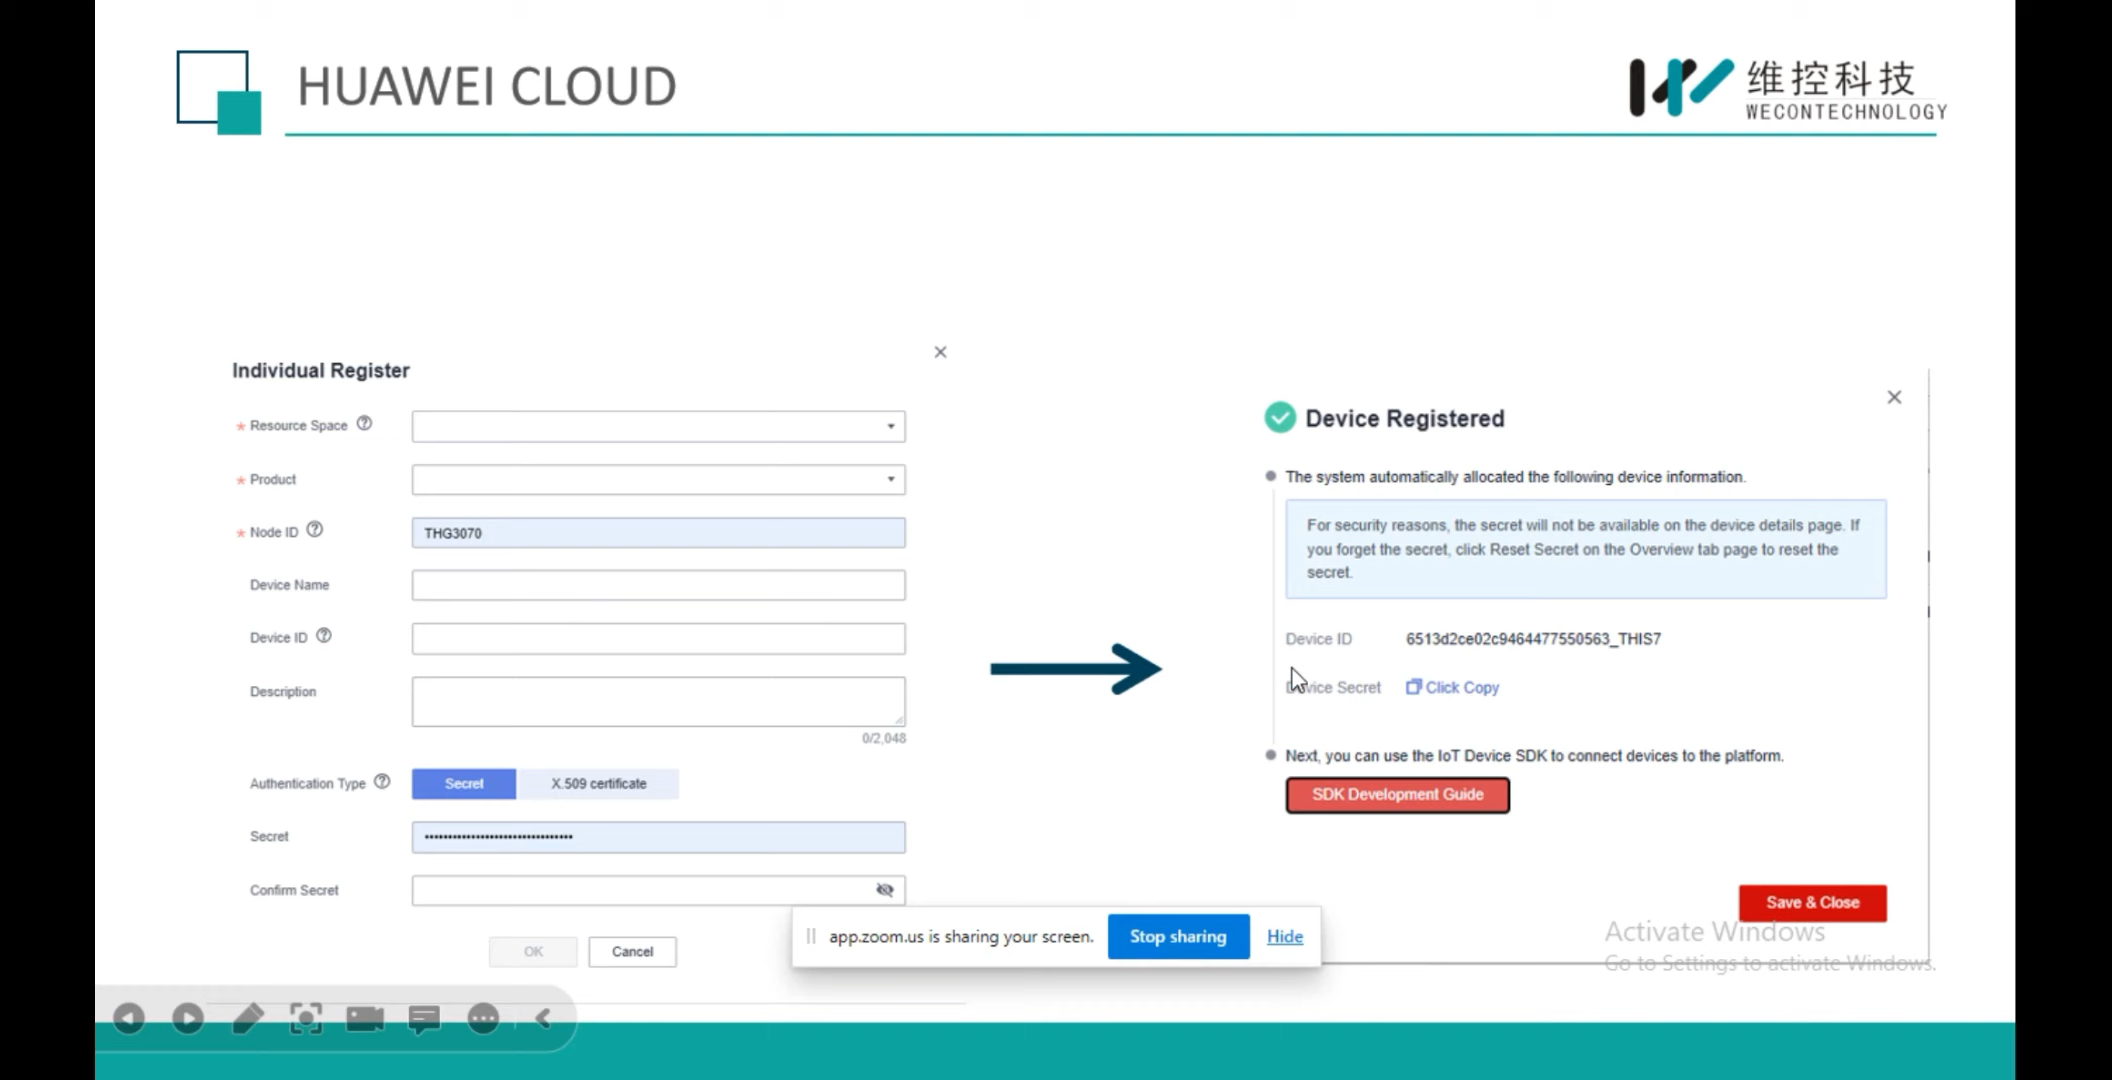 HUAWEI CLOUD
维控科技
WECONTECHNOLOGY
Individual Register
* Resource Space
* Product
* Node ID
THG3070
Device Name
Device ID
Description
0/2,048
Authentication Type
Secret
X.509 certificate
Secret
••••••••••••••••••••••••••••••••
Confirm Secret
OK
Cancel
Device Registered
The system automatically allocated the following device information.
For security reasons, the secret will not be available on the device details page. If
you forget the secret, click Reset Secret on the Overview tab page to reset the
secret.
Device ID
6513d2ce02c9464477550563_THIS7
Device Secret
Click Copy
Next, you can use the IoT Device SDK to connect devices to the platform.
SDK Development Guide
Save & Close
app.zoom.us is sharing your screen.
Stop sharing
Hide
Activate Windows
Go to Settings to activate Windows.